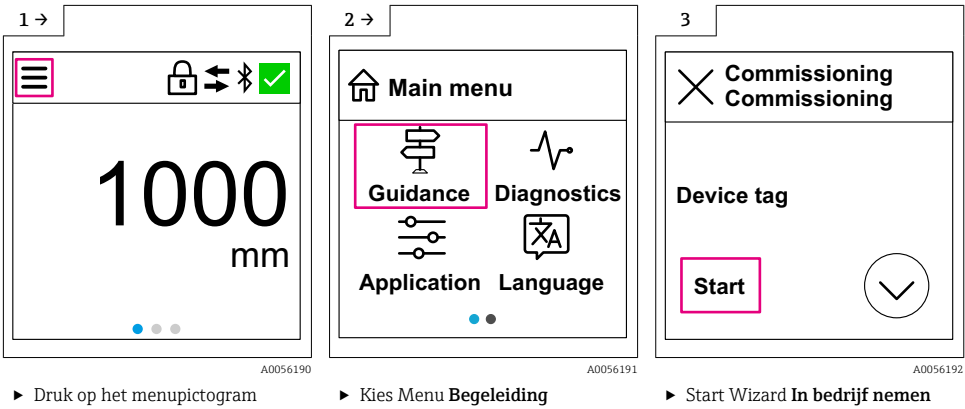 1 →
1000
mm
A0056190
▶ Druk op het menupictogram
2 →
Main menu
Guidance Diagnostics
Application Language
A0056191
▶ Kies Menu Begeleiding
3
Commissioning
Commissioning
Device tag
Start
A0056192
▶ Start Wizard In bedrijf nemen